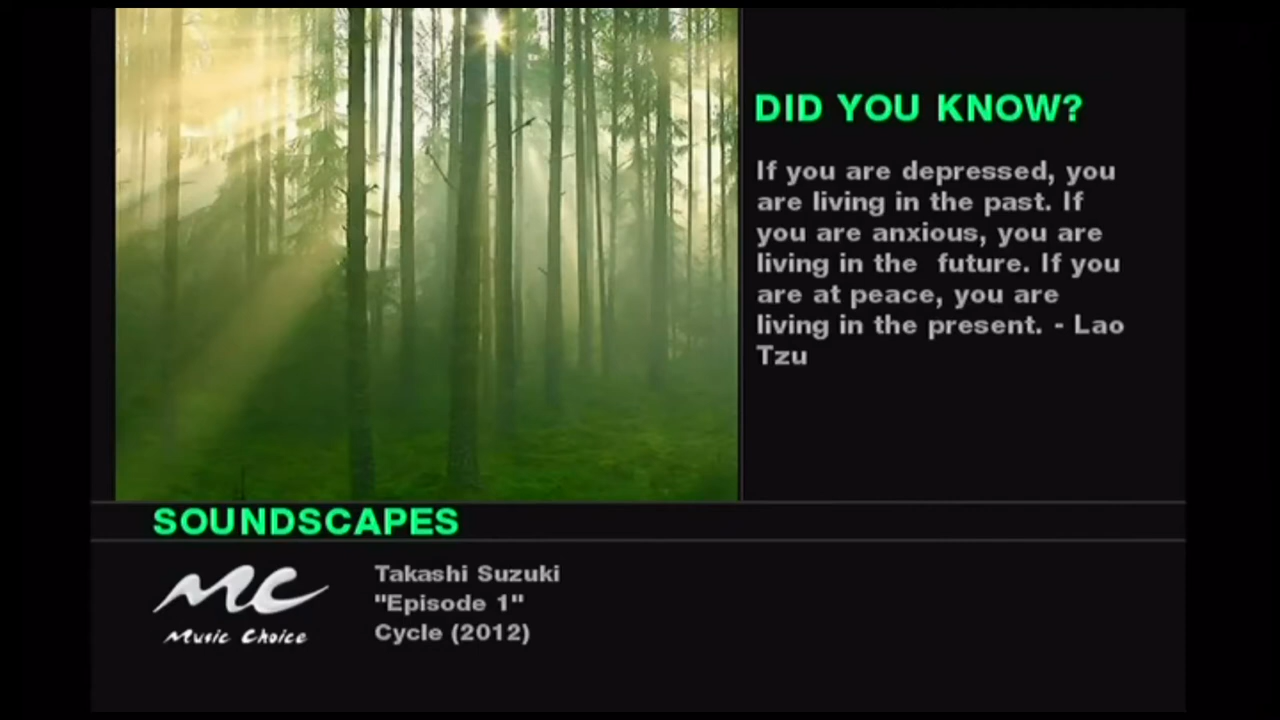 DID YOU KNOW?
If you are depressed, you
are living in the past. If
you are anxious, you are
living in the  future. If you
are at peace, you are
living in the present. - Lao
Tzu
SOUNDSCAPES
MC
Music Choice
Takashi Suzuki
"Episode 1"
Cycle (2012)